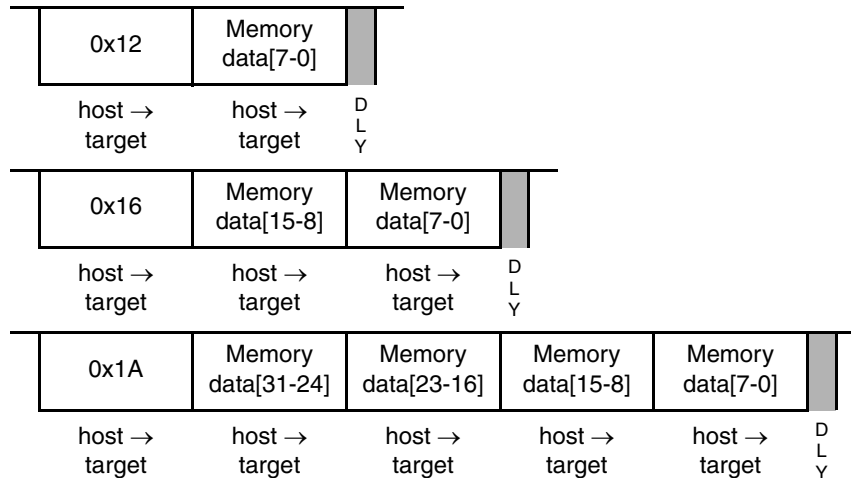 0x12 Memory
data[7-0]
host → host → D
L
target target Y
0x16 Memory Memory
data[15-8] data[7-0]
host → host → host → D
L
target target target Y
0x1A Memory Memory Memory Memory
data[31-24] data[23-16] data[15-8] data[7-0]
host → host → host → host → host → D
L
target target target target target Y